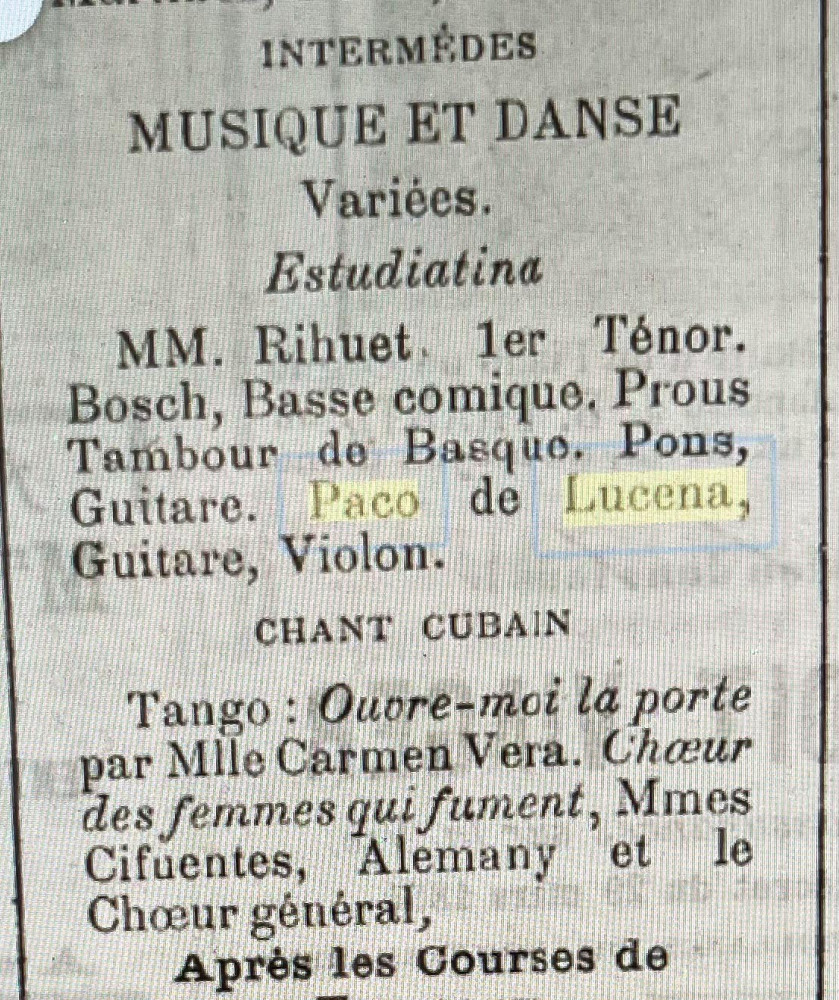 INTERMÈDES
MUSIQUE ET DANSE
Variées.
Estudiatina
MM. Rihuet. 1er Ténor.
Bosch, Basse comique. Prous
Tambour de Basque. Pons,
Guitare. Paco de Lucena,
Guitare, Violon.
CHANT CUBAIN
Tango : Ouvre-moi la porte
par Mlle Carmen Vera. Chœur
des femmes qui fument, Mmes
Cifuentes, Alemany et le
Chœur général,
Après les Courses de